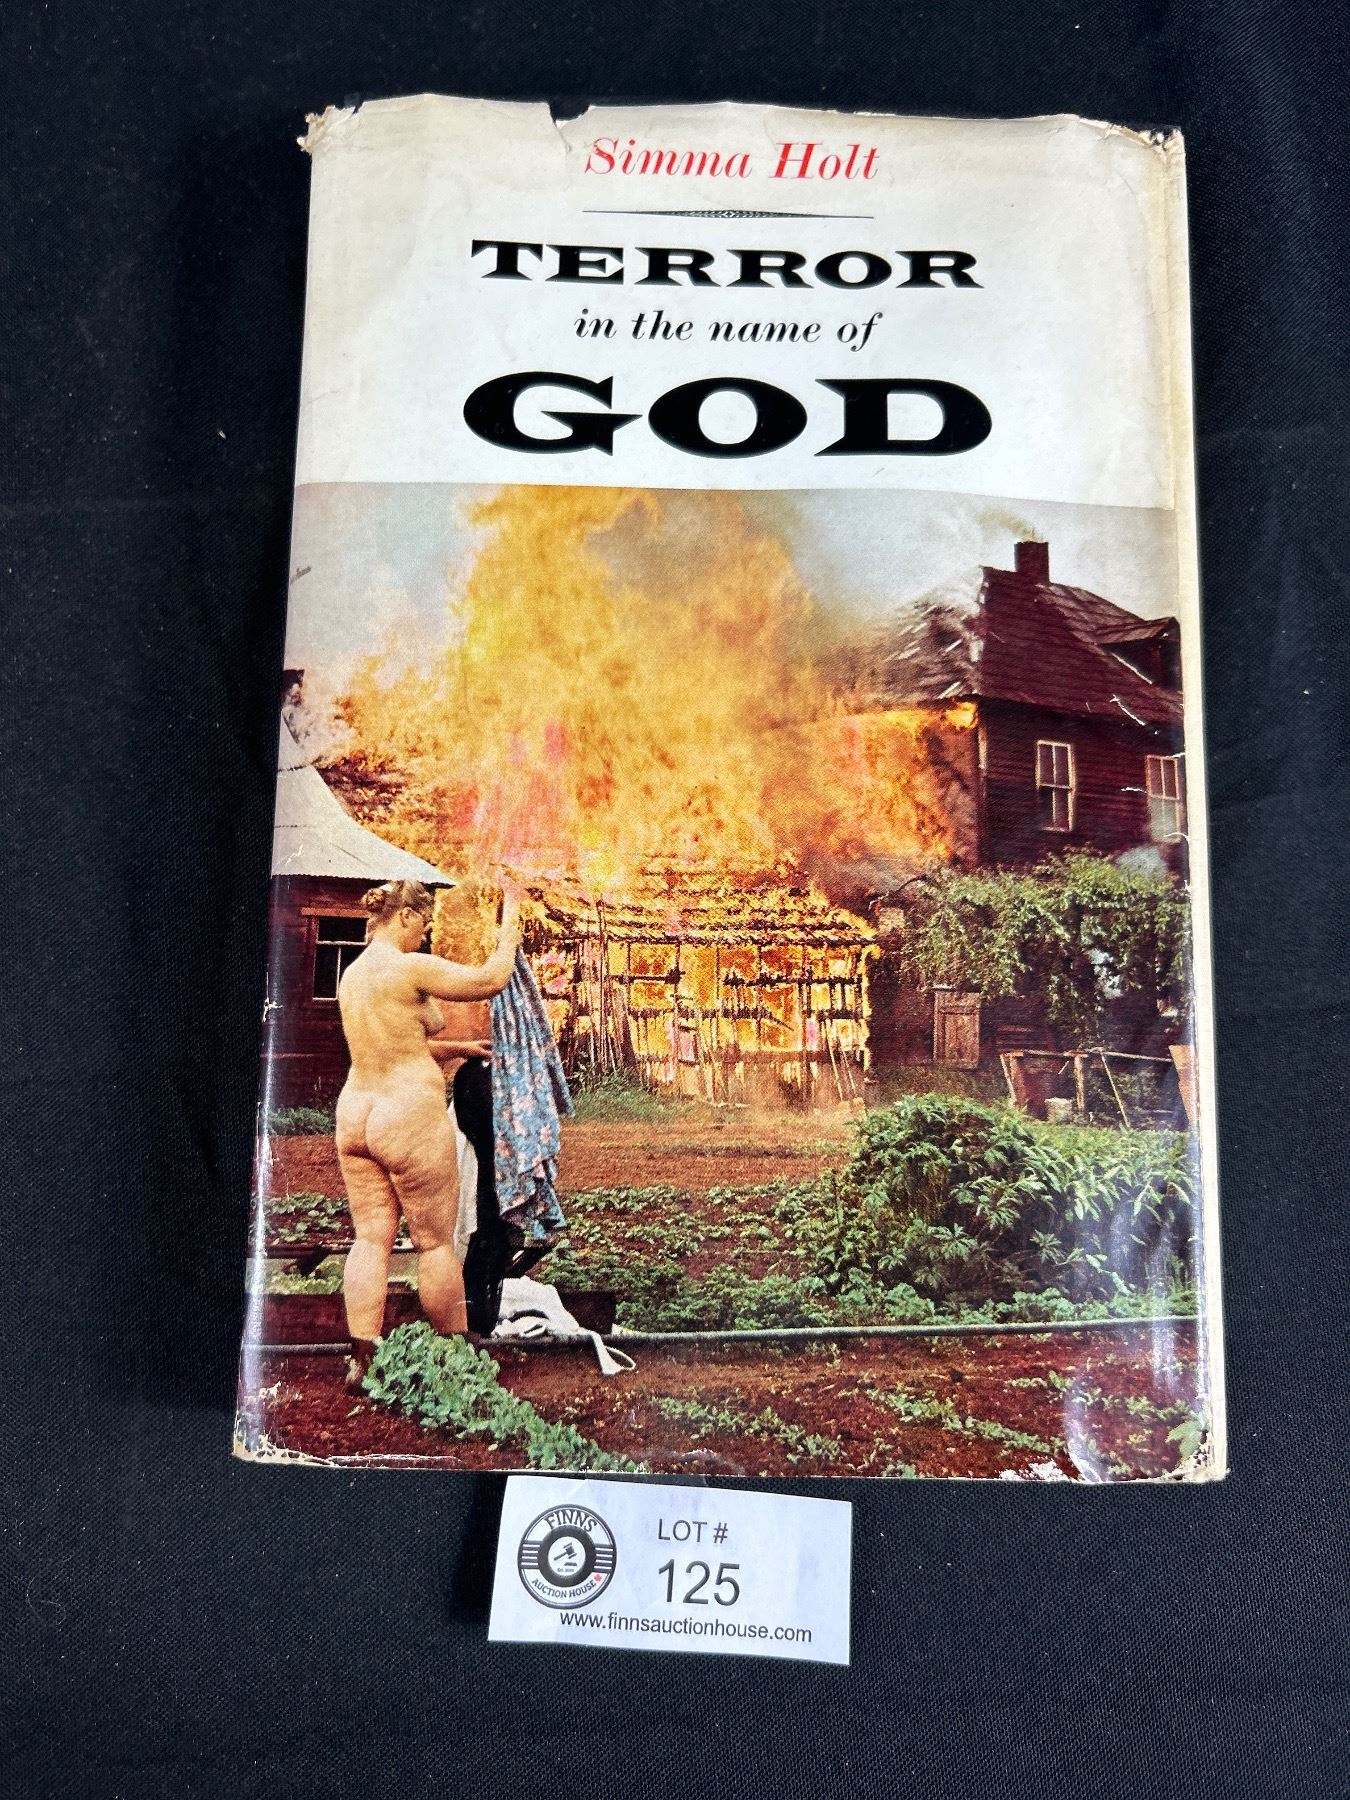 Simma Holt
TERROR
in the name of
GOD
FINNS
AUCTION HOUSE
LOT #
125
www.finnsauctionhouse.com